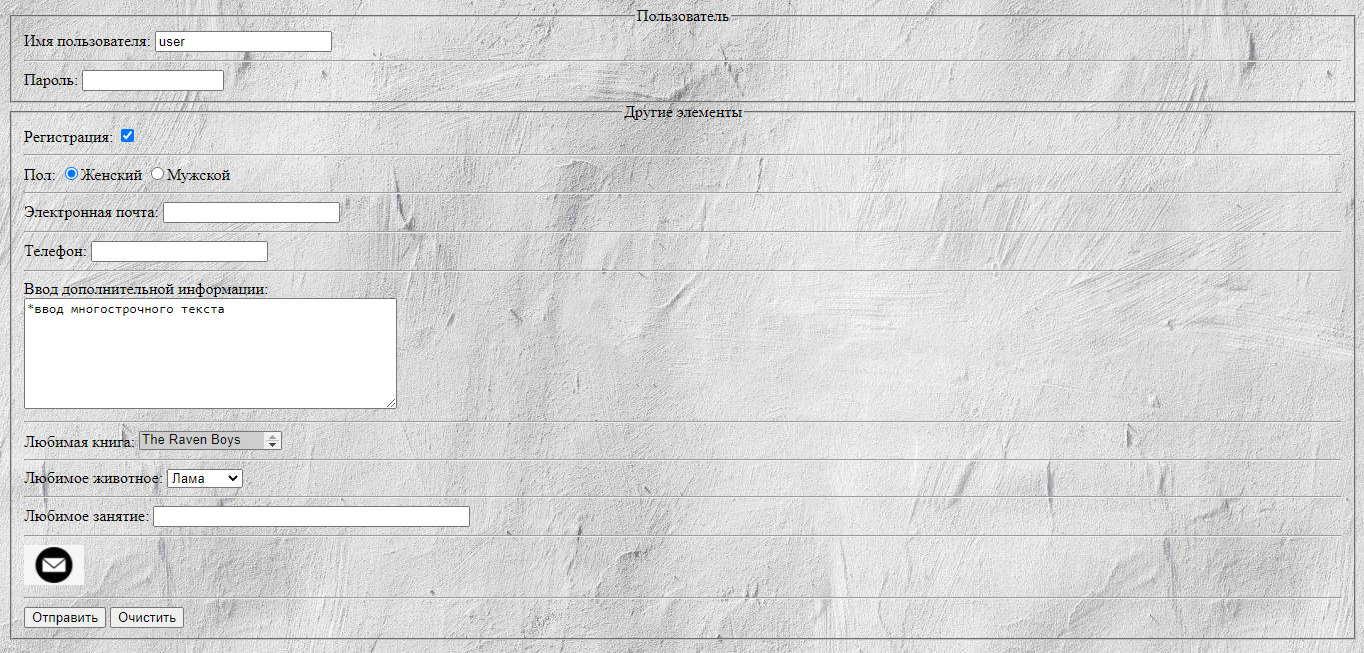 Пользователь
Имя пользователя: user
Пароль:
Другие элементы
Регистрация:
Пол: Женский Мужской
Электронная почта:
Телефон:
Ввод дополнительной информации:
*ввод многострочного текста
Любимая книга: The Raven Boys
Любимое животное: Лама
Любимое занятие:
Отправить Очистить